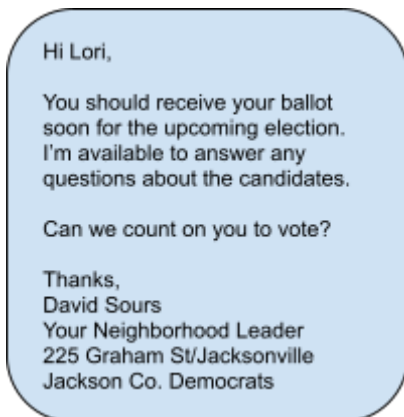 Hi Lori,
You should receive your ballot
soon for the upcoming election.
I'm available to answer any
questions about the candidates.
Can we count on you to vote?
Thanks,
David Sours
Your Neighborhood Leader
225 Graham St/Jacksonville
Jackson Co. Democrats